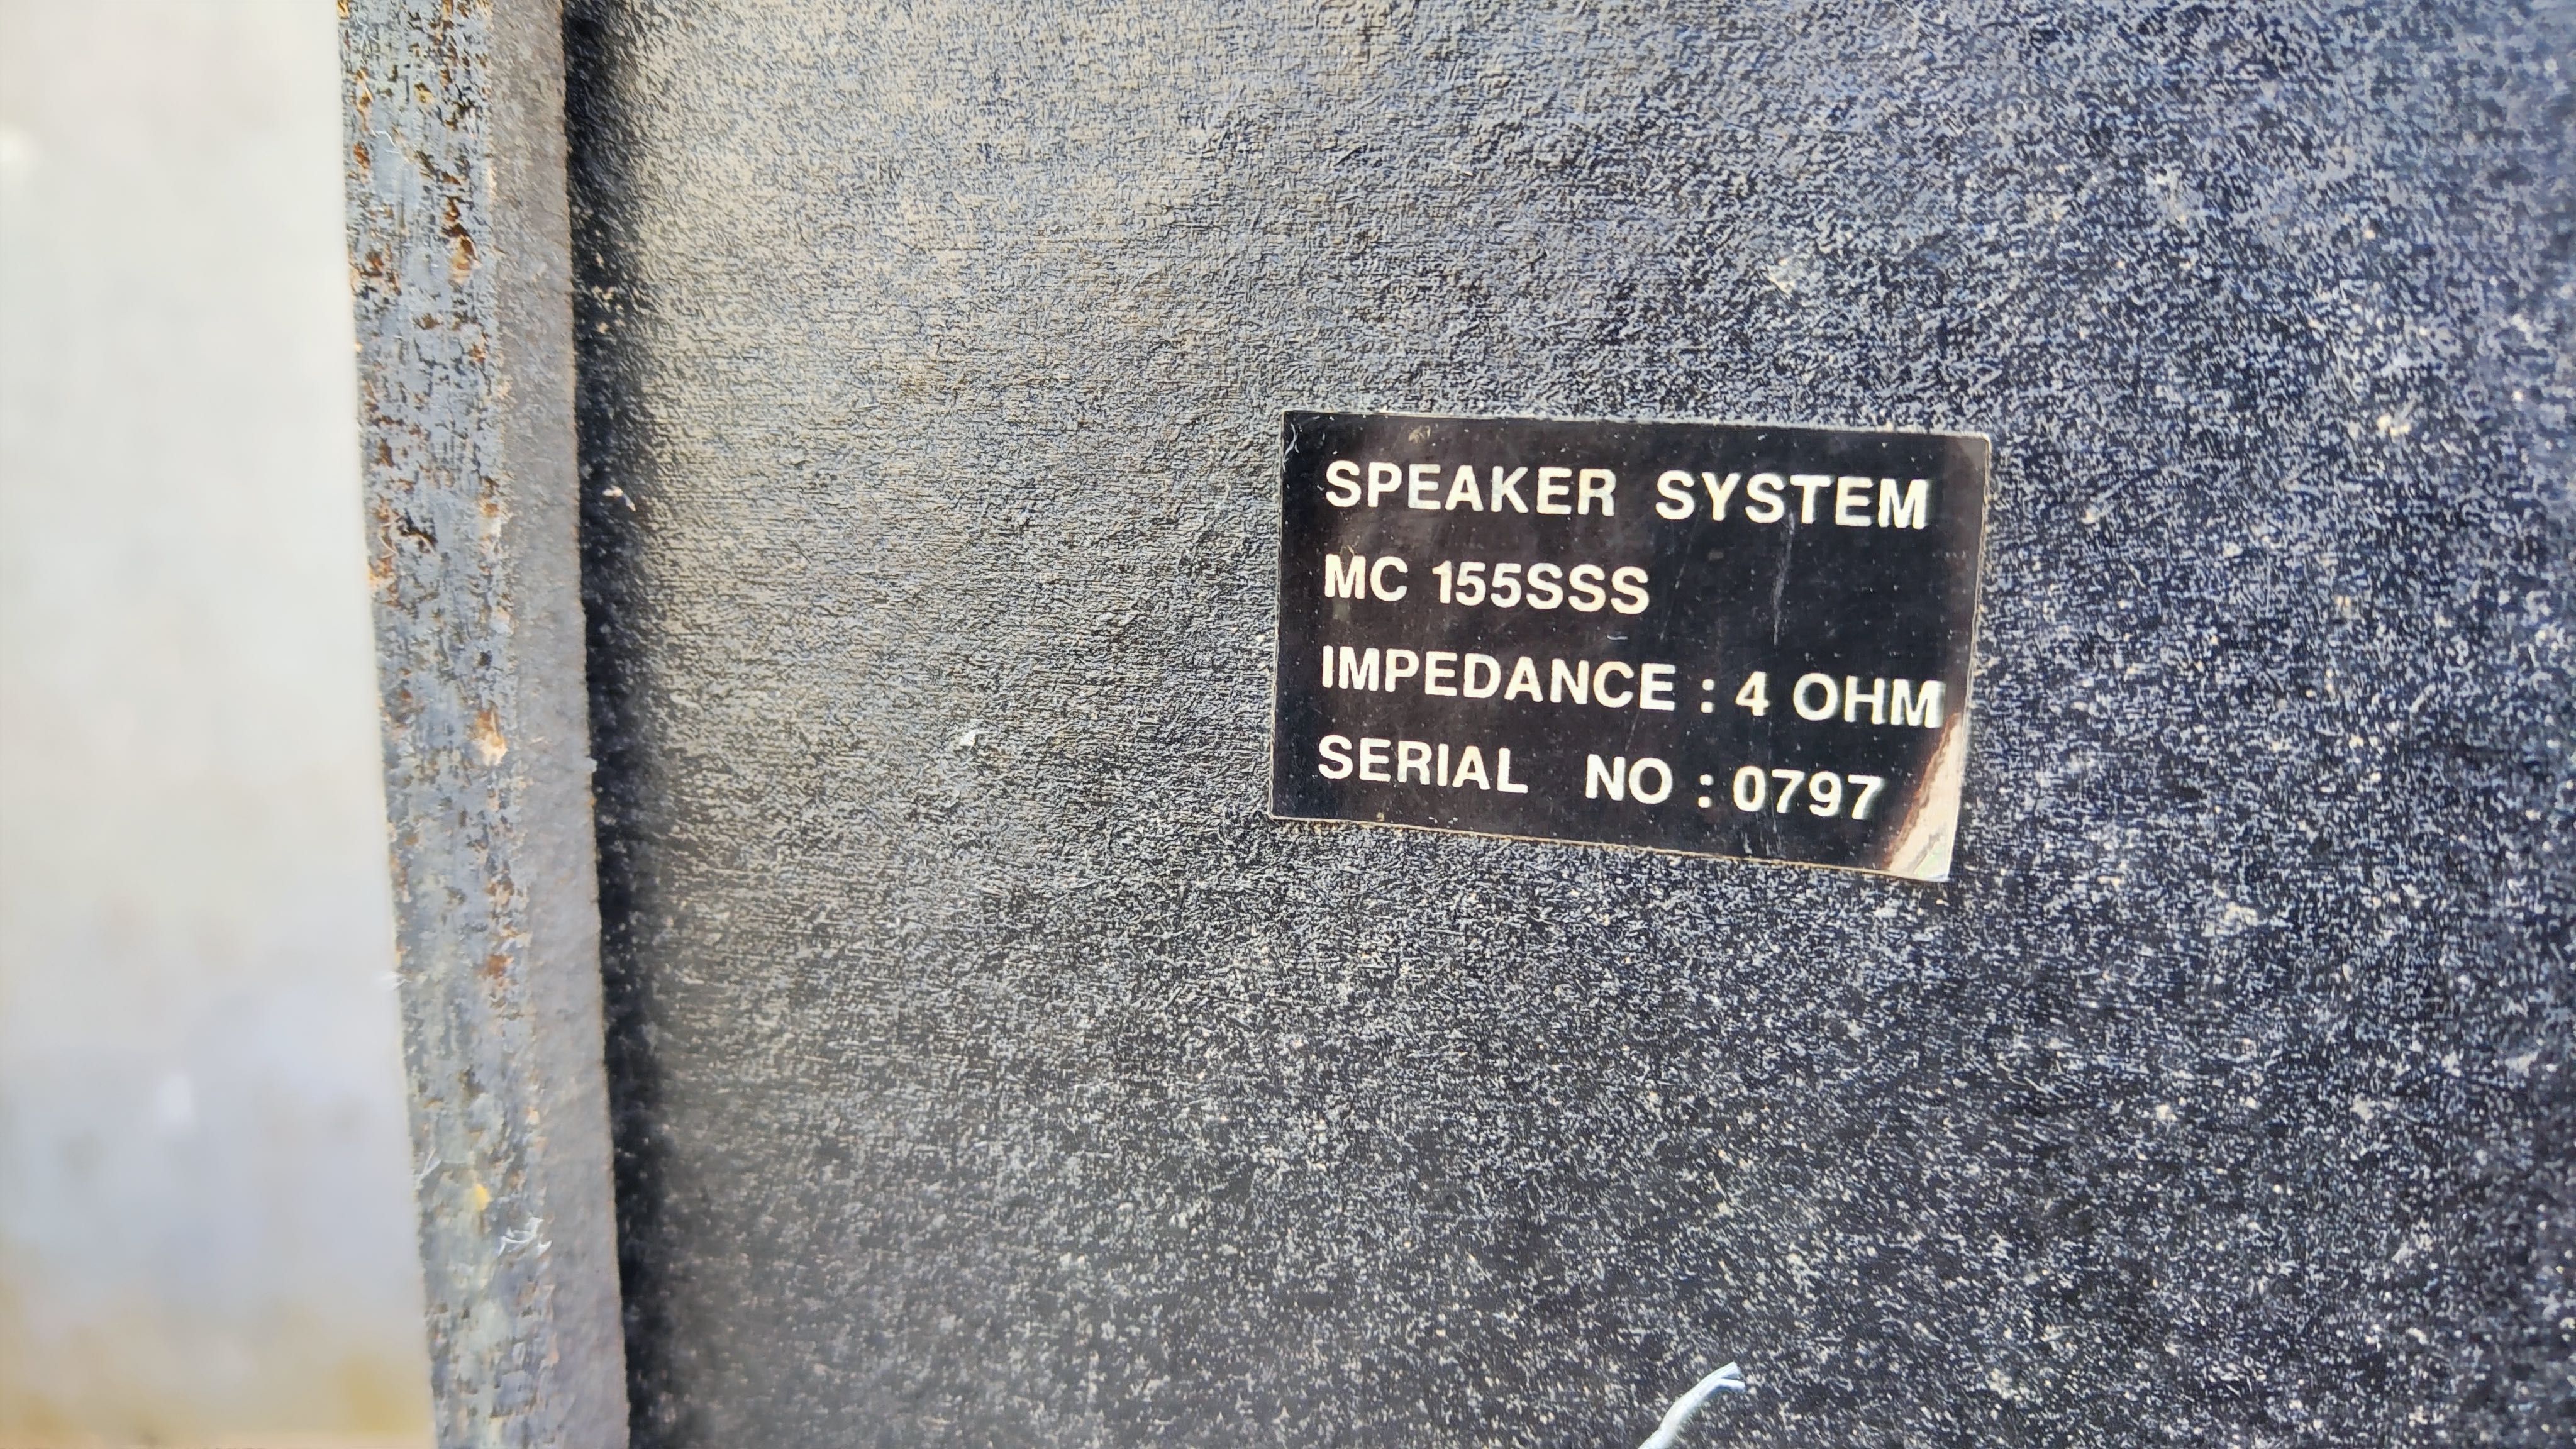 SPEAKER SYSTEM
MC 155SSS
IMPEDANCE : 4 OHM
SERIAL NO : 0797